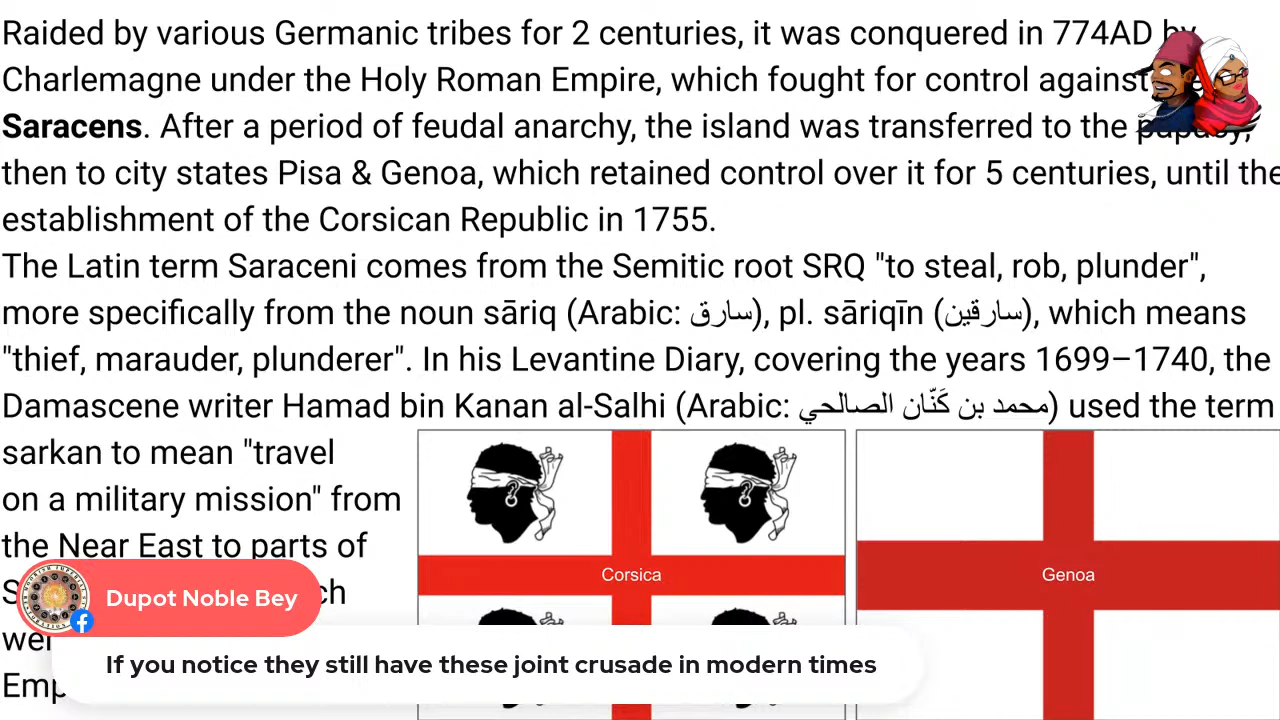 Raided by various Germanic tribes for 2 centuries, it was conquered in 774AD by
Charlemagne under the Holy Roman Empire, which fought for control against
Saracens. After a period of feudal anarchy, the island was transferred to the papacy,
then to city states Pisa & Genoa, which retained control over it for 5 centuries, until the
establishment of the Corsican Republic in 1755.
The Latin term Saraceni comes from the Semitic root SRQ "to steal, rob, plunder",
more specifically from the noun sāriq (Arabic: سارق), pl. sāriqīn (سارقين), which means
"thief, marauder, plunderer". In his Levantine Diary, covering the years 1699–1740, the
Damascene writer Hamad bin Kanan al-Salhi (Arabic: محمد بن كَنّان الصالحي) used the term
sarkan to mean "travel
on a military mission" from
the Near East to parts of
Corsica
Genoa
Dupot Noble Bey
If you notice they still have these joint crusade in modern times